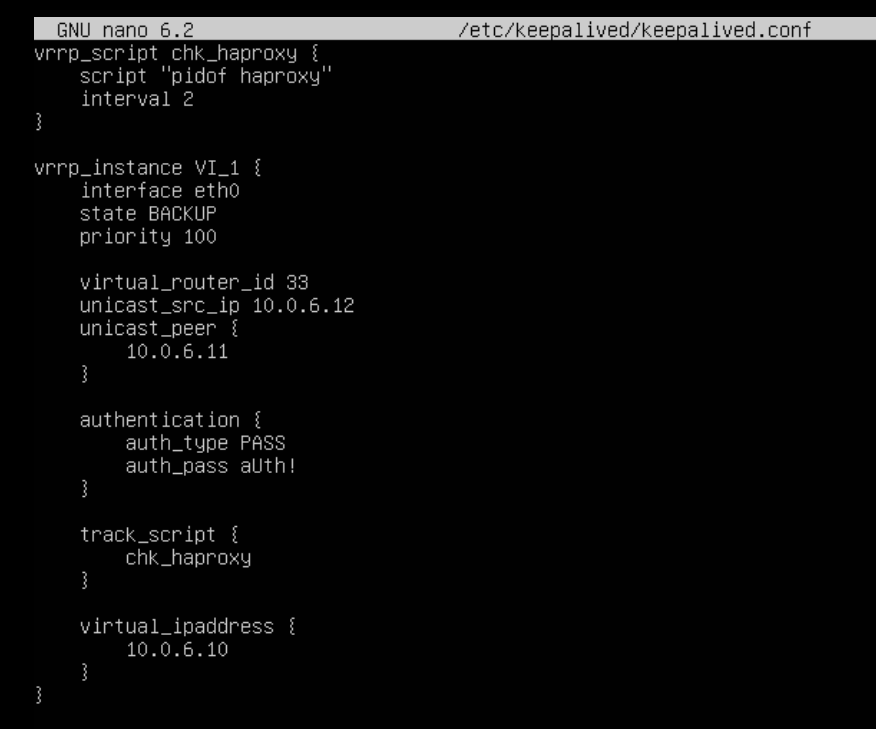 GNU nano 6.2 /etc/keepalived/keepalived.conf
vrrp_script chk_haproxy {
    script "pidof haproxy"
    interval 2
}

vrrp_instance VI_1 {
    interface eth0
    state BACKUP
    priority 100

    virtual_router_id 33
    unicast_src_ip 10.0.6.12
    unicast_peer {
        10.0.6.11
    }

    authentication {
        auth_type PASS
        auth_pass aUth!
    }

    track_script {
        chk_haproxy
    }

    virtual_ipaddress {
        10.0.6.10
    }
}